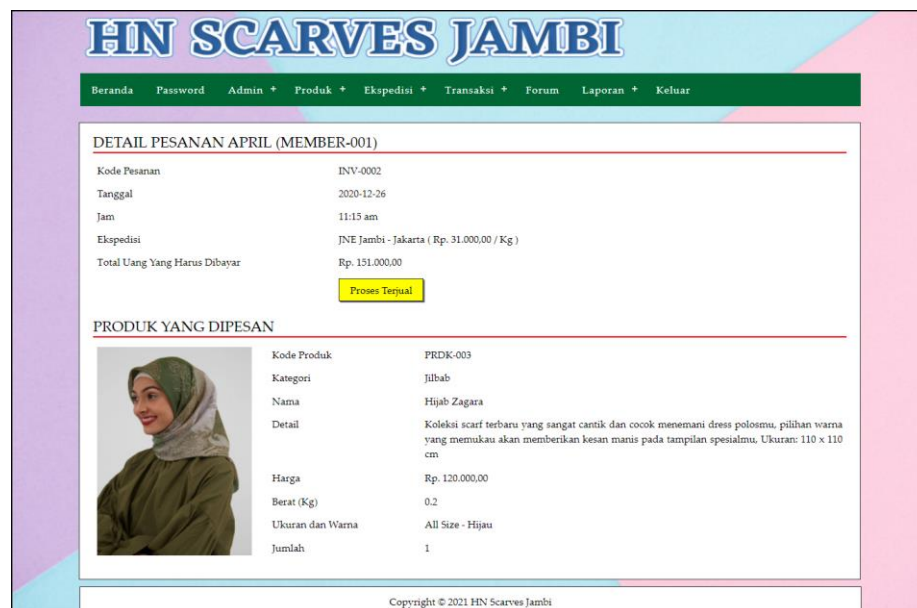 HN SCARVES JAMBI
Beranda Password Admin + Produk + Ekspedisi + Transaksi + Forum Laporan + Keluar
DETAIL PESANAN APRIL (MEMBER-001)
Kode Pesanan INV-0002
Tanggal 2020-12-26
Jam 11:15 am
Ekspedisi JNE Jambi - Jakarta ( Rp. 31.000,00 / Kg )
Total Uang Yang Harus Dibayar Rp. 151.000,00
Proses Terjual
PRODUK YANG DIPESAN
Kode Produk PRDK-003
Kategori Jilbab
Nama Hijab Zagara
Detail Koleksi scarf terbaru yang sangat cantik dan cocok menemani dress polosmu, pilihan warna
yang memukau akan memberikan kesan manis pada tampilan spesialmu, Ukuran: 110 x 110
cm
Harga Rp. 120.000,00
Berat (Kg) 0.2
Ukuran dan Warna All Size - Hijau
Jumlah 1
Copyright © 2021 HN Scarves Jambi